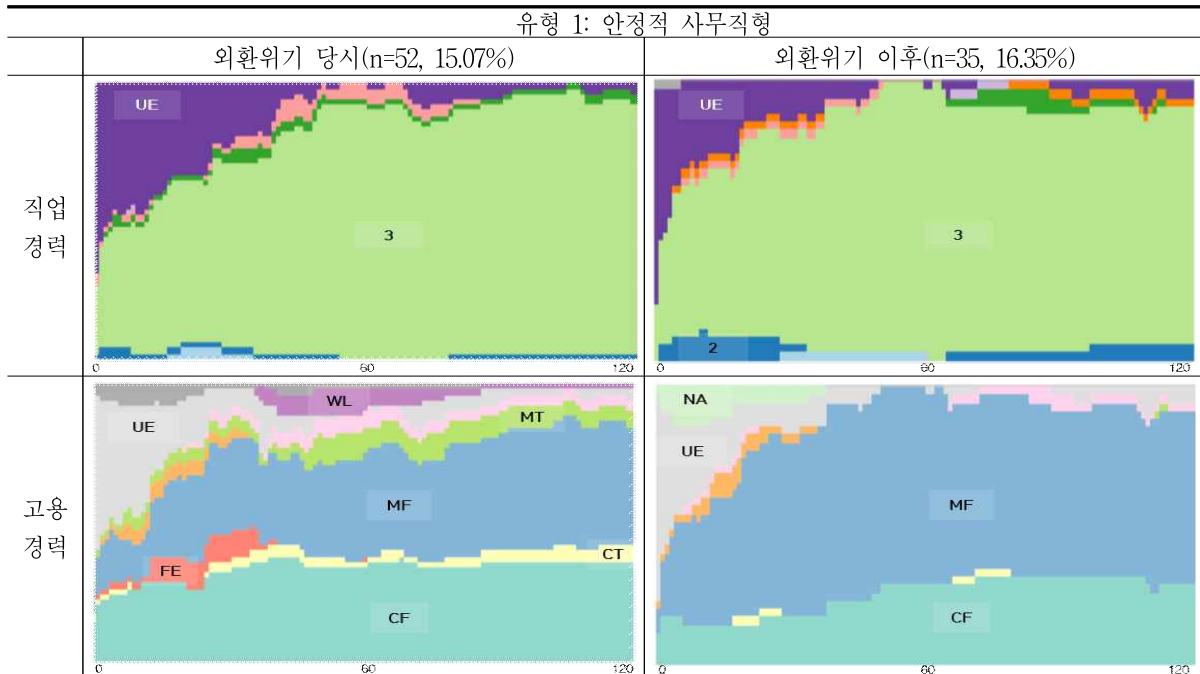 유형 1: 안정적 사무직형
외환위기 당시(n=52, 15.07%)
외환위기 이후(n=35, 16.35%)
직업
경력
UE
3
0
60
120
UE
3
2
0
60
120
고용
경력
WL
UE
MT
MF
CT
FE
CF
0
60
120
NA
UE
MF
CF
0
60
120